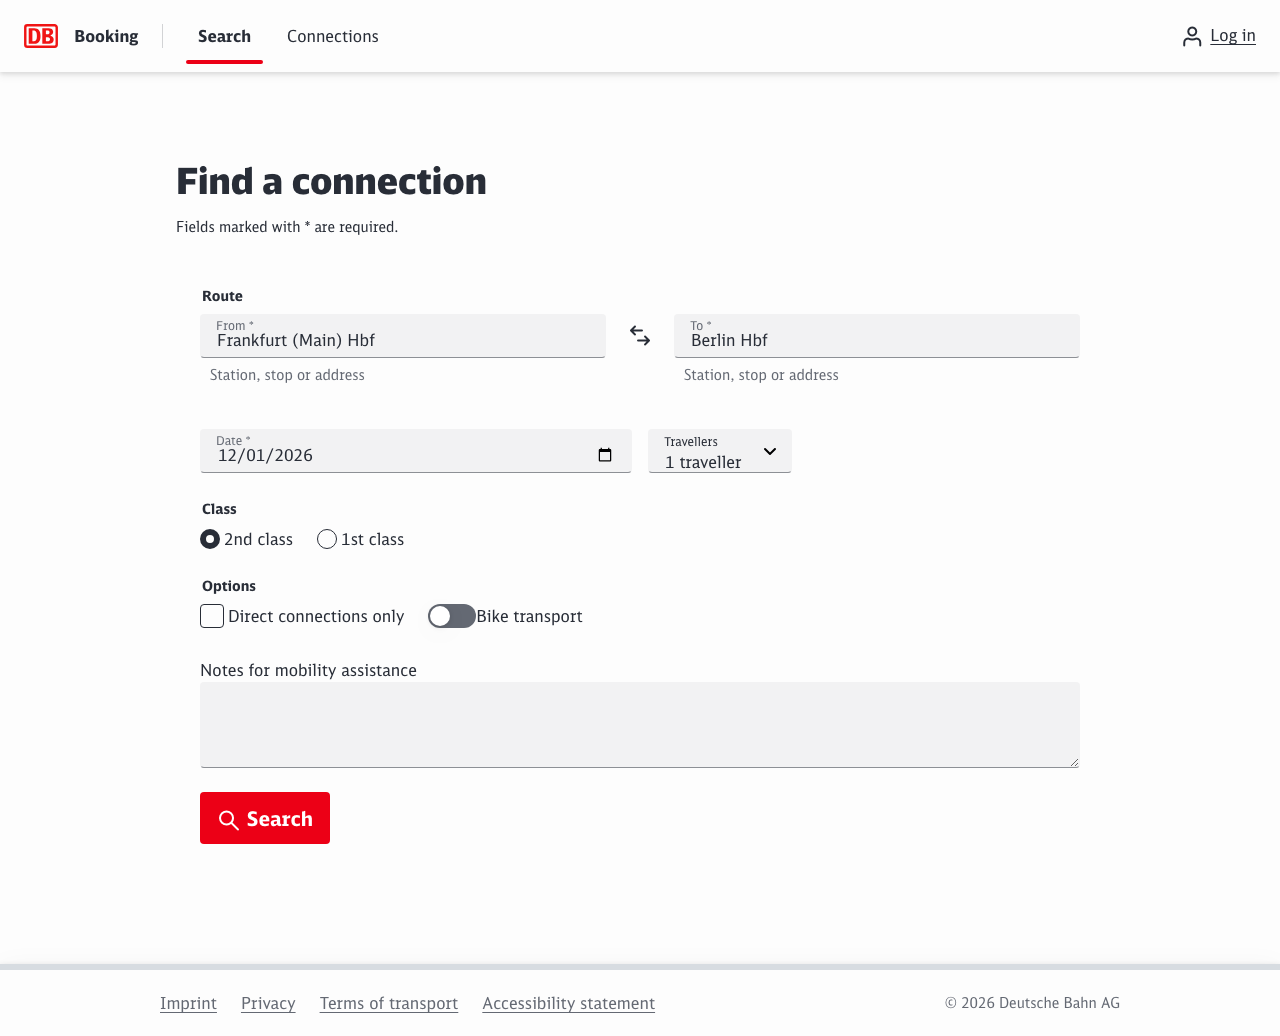 DB Booking Search Connections Log in
Find a connection
Fields marked with * are required.
Route
From * To *
Frankfurt (Main) Hbf Berlin Hbf
Station, stop or address Station, stop or address
Date * Travellers
12/01/2026 1 traveller
Class
2nd class 1st class
Options
Direct connections only Bike transport
Notes for mobility assistance
Search
Imprint Privacy Terms of transport Accessibility statement © 2026 Deutsche Bahn AG